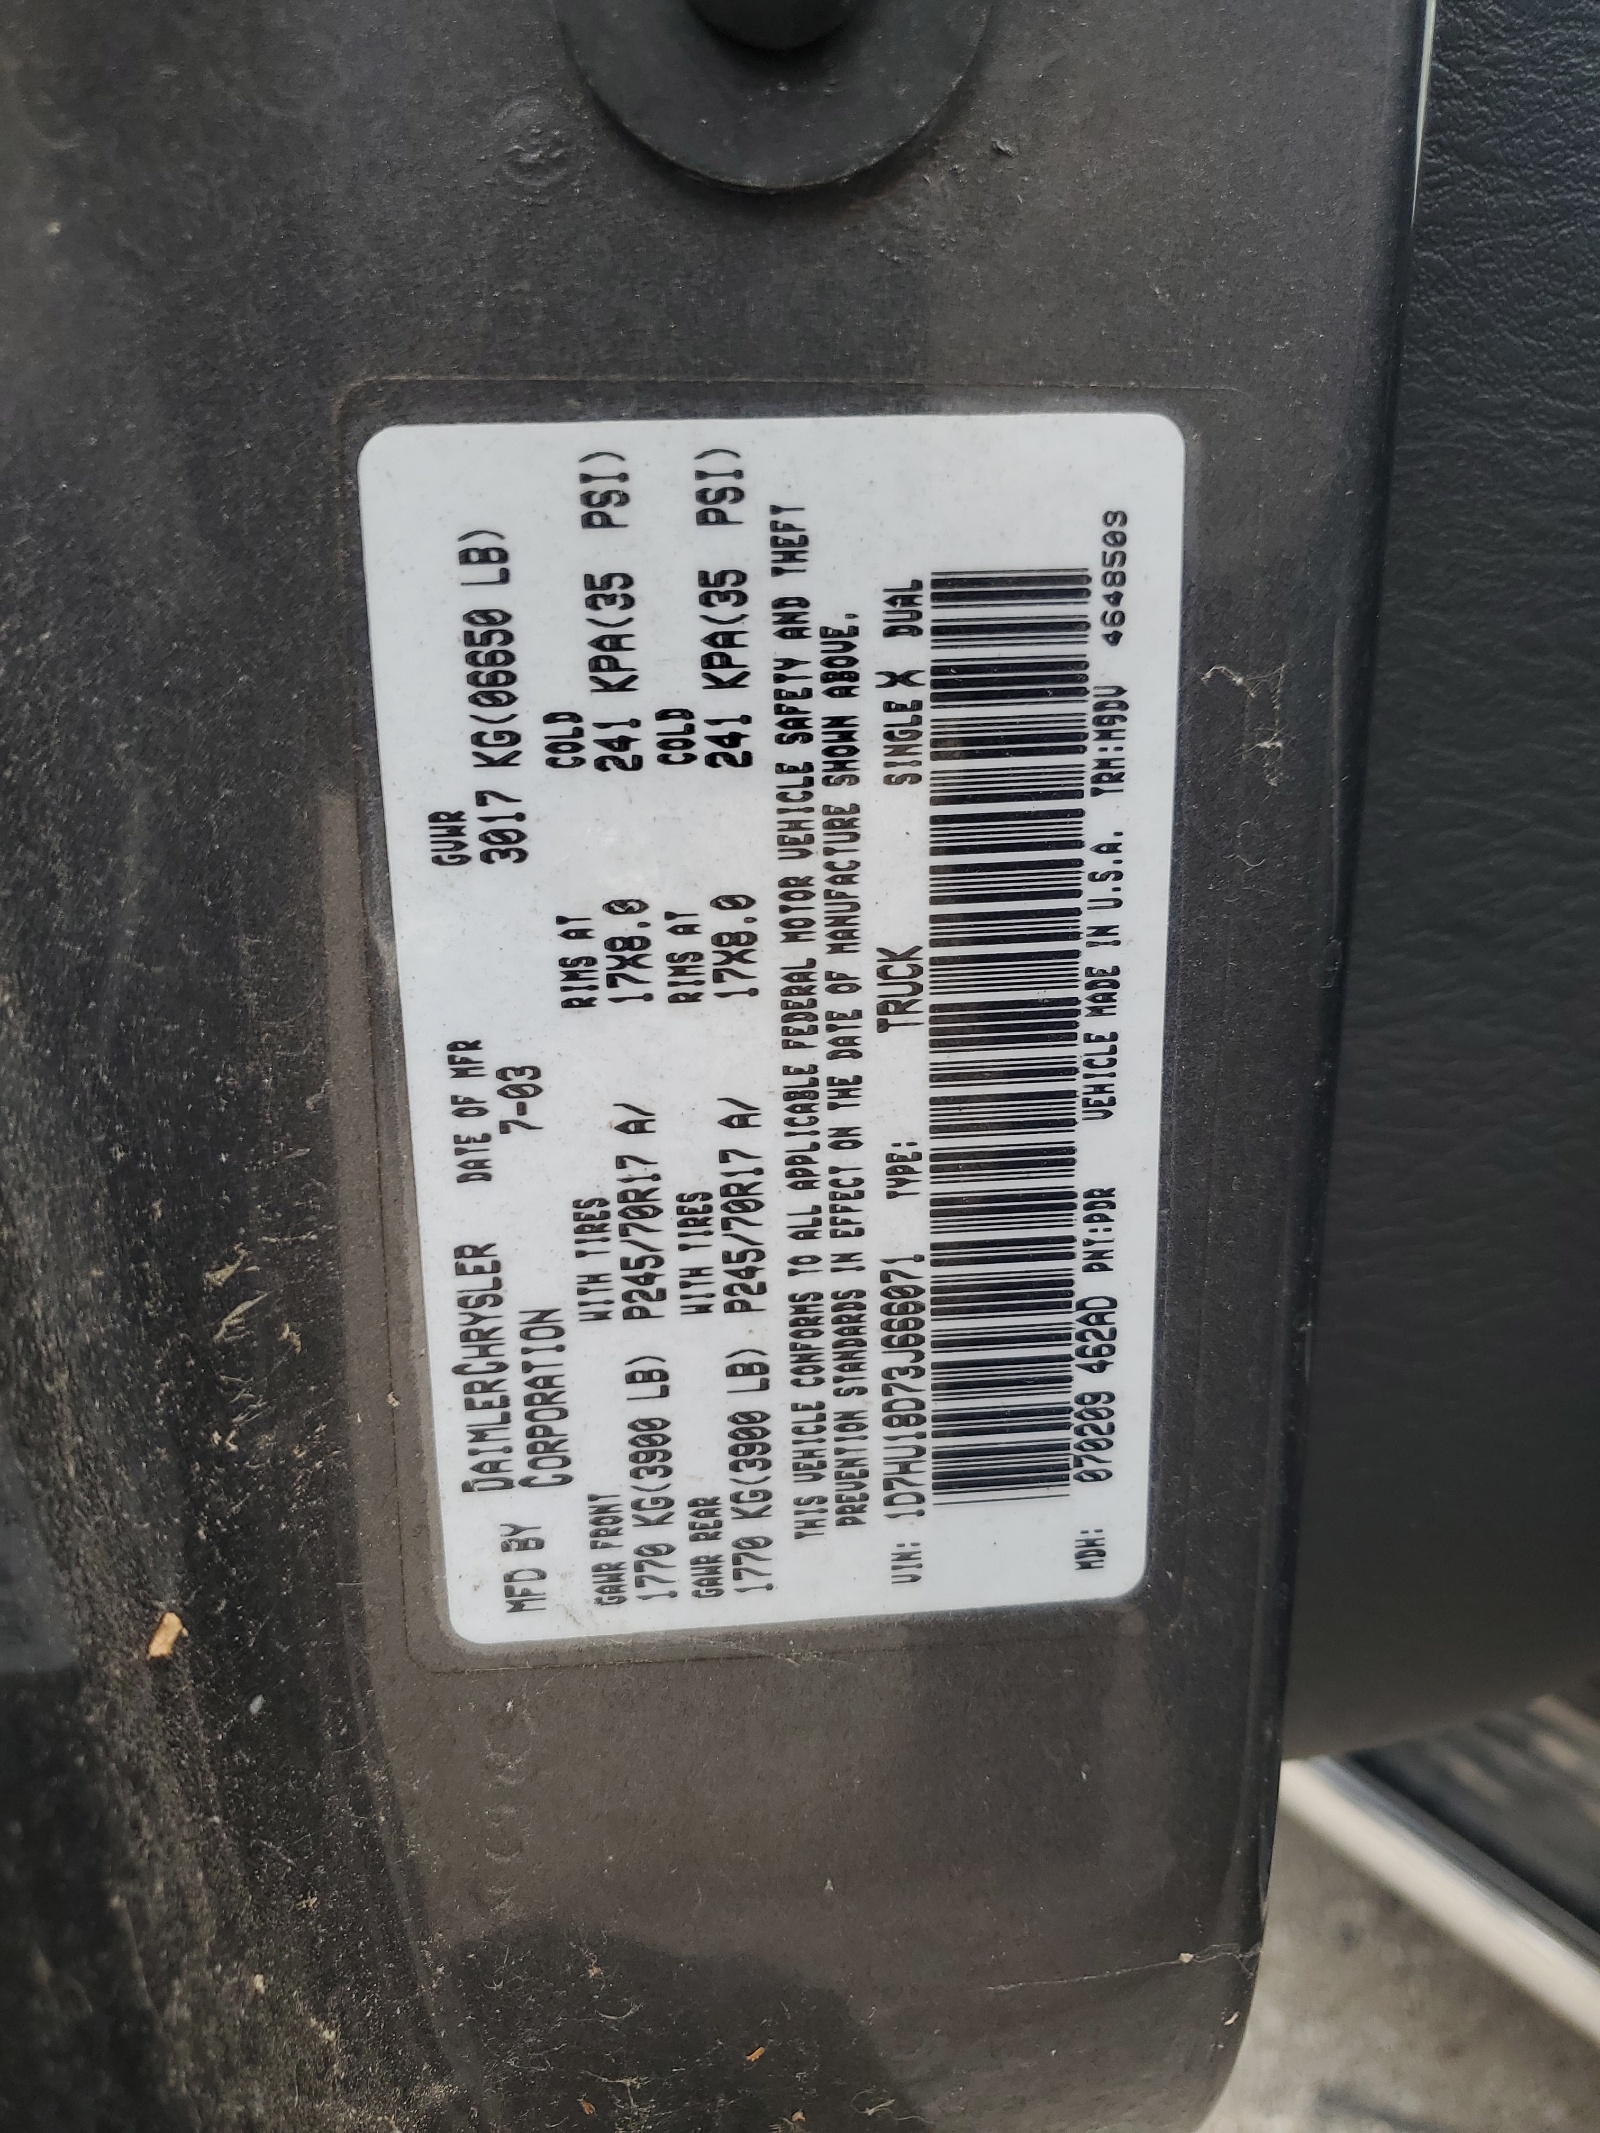 MFD BY DAIMLERCHRYSLER CORPORATION DATE OF MFR 7-03 GVWR 3017 KG(06650 LB)
GAWR FRONT WITH TIRES RIMS AT COLD
1770 KG(3900 LB) P245/70R17 A/ 17X8.0 241 KPA(35 PSI)
GAWR REAR WITH TIRES RIMS AT COLD
1770 KG(3900 LB) P245/70R17 A/ 17X8.0 241 KPA(35 PSI)
THIS VEHICLE CONFORMS TO ALL APPLICABLE FEDERAL MOTOR VEHICLE SAFETY AND THEFT
PREVENTION STANDARDS IN EFFECT ON THE DATE OF MANUFACTURE SHOWN ABOVE.
VIN: 1D7HU18D73J666071 TYPE: TRUCK SINGLE X DUAL
MDH: 070209 462AD PNT:PDR VEHICLE MADE IN U.S.A. TRM:M9DV 4648509